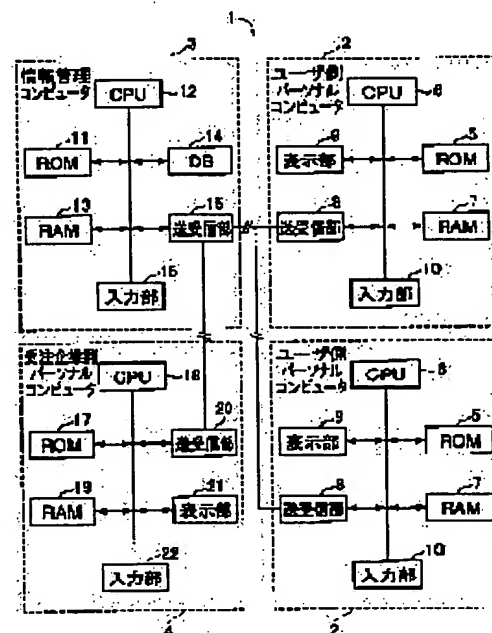 1
3
情報管理
コンピュータ
CPU
12
11
ROM
14
DB
13
RAM
15
送受信部
16
入力部
2
ユーザ側
パーソナル
コンピュータ
CPU
6
9
表示部
5
ROM
8
送受信部
7
RAM
10
入力部
受注企業側
パーソナル
コンピュータ
CPU
18
17
ROM
20
送受信部
19
RAM
21
表示部
22
入力部
4
ユーザ側
パーソナル
コンピュータ
CPU
6
9
表示部
5
ROM
8
送受信部
7
RAM
10
入力部
2